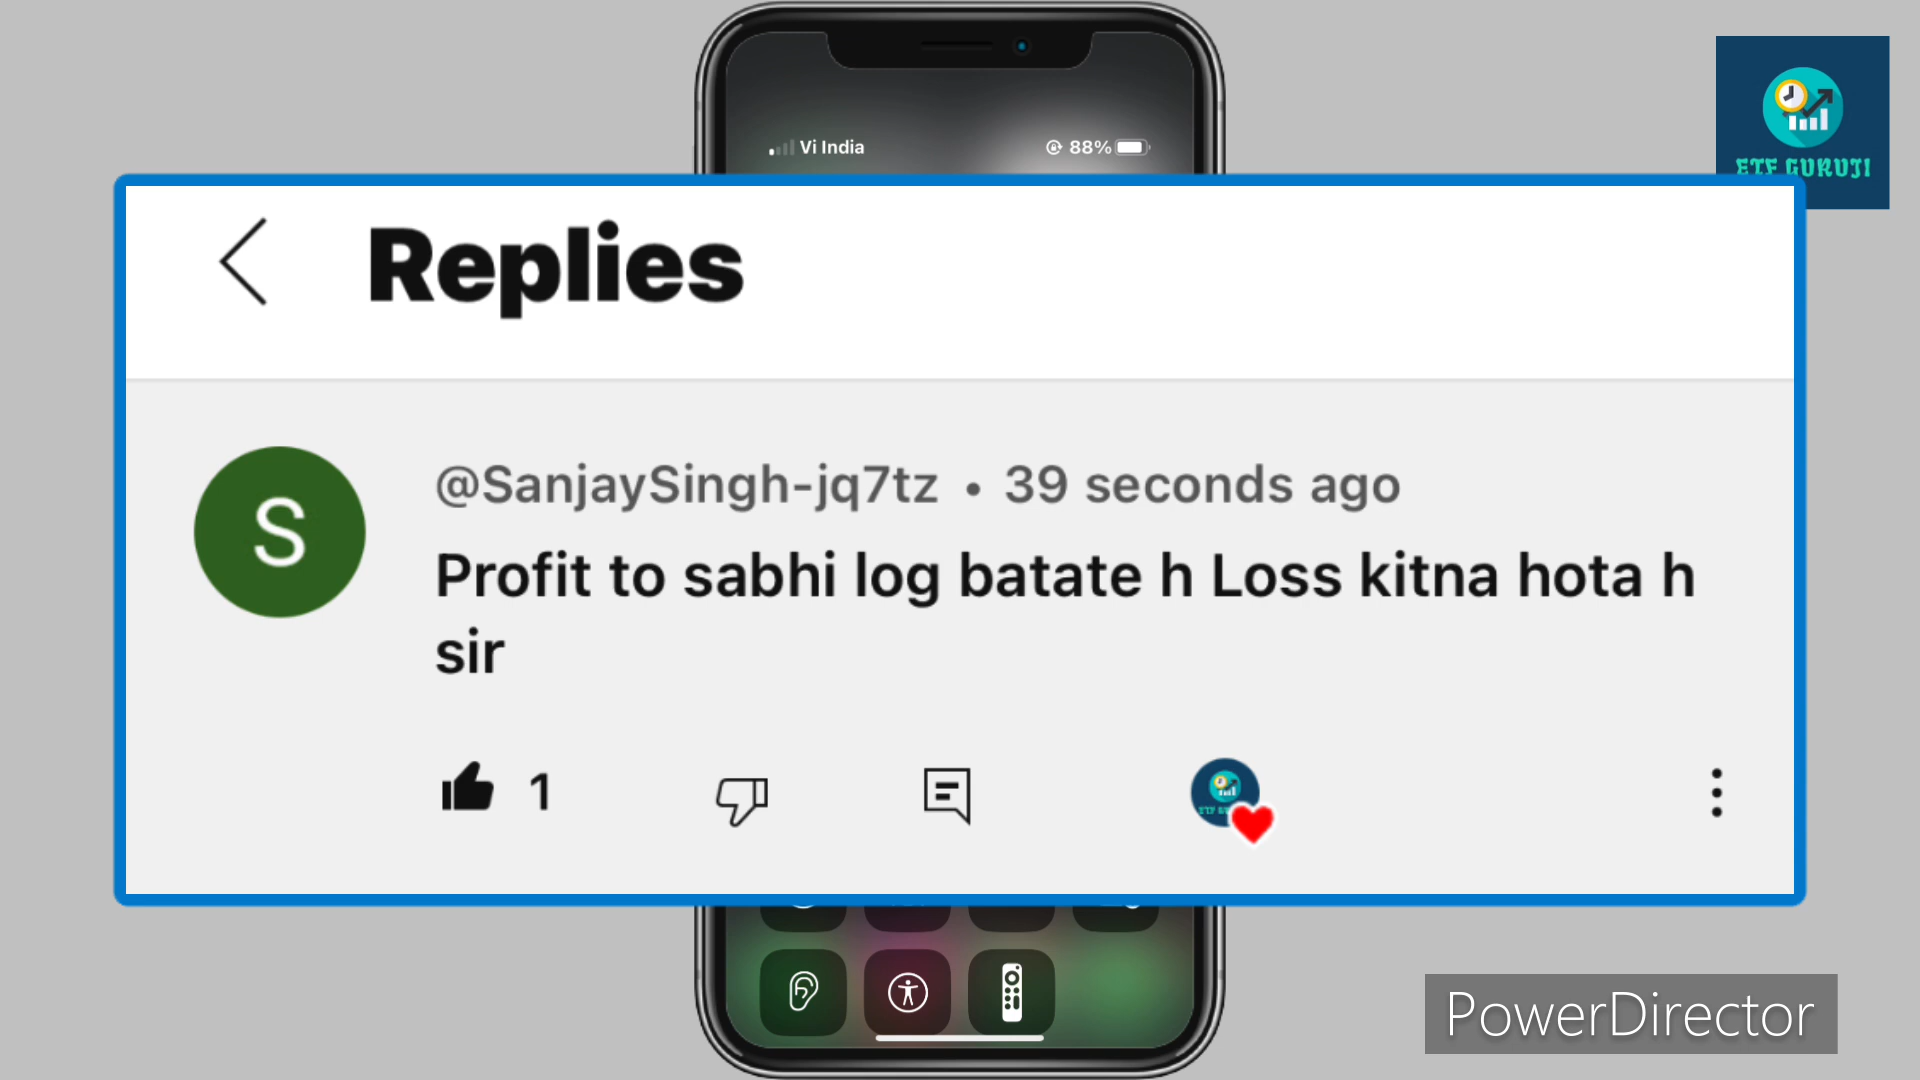 Vi India
88%
ETF GURUJI
Replies
S
@SanjaySingh-jq7tz • 39 seconds ago
Profit to sabhi log batate h Loss kitna hota h
sir
1
PowerDirector